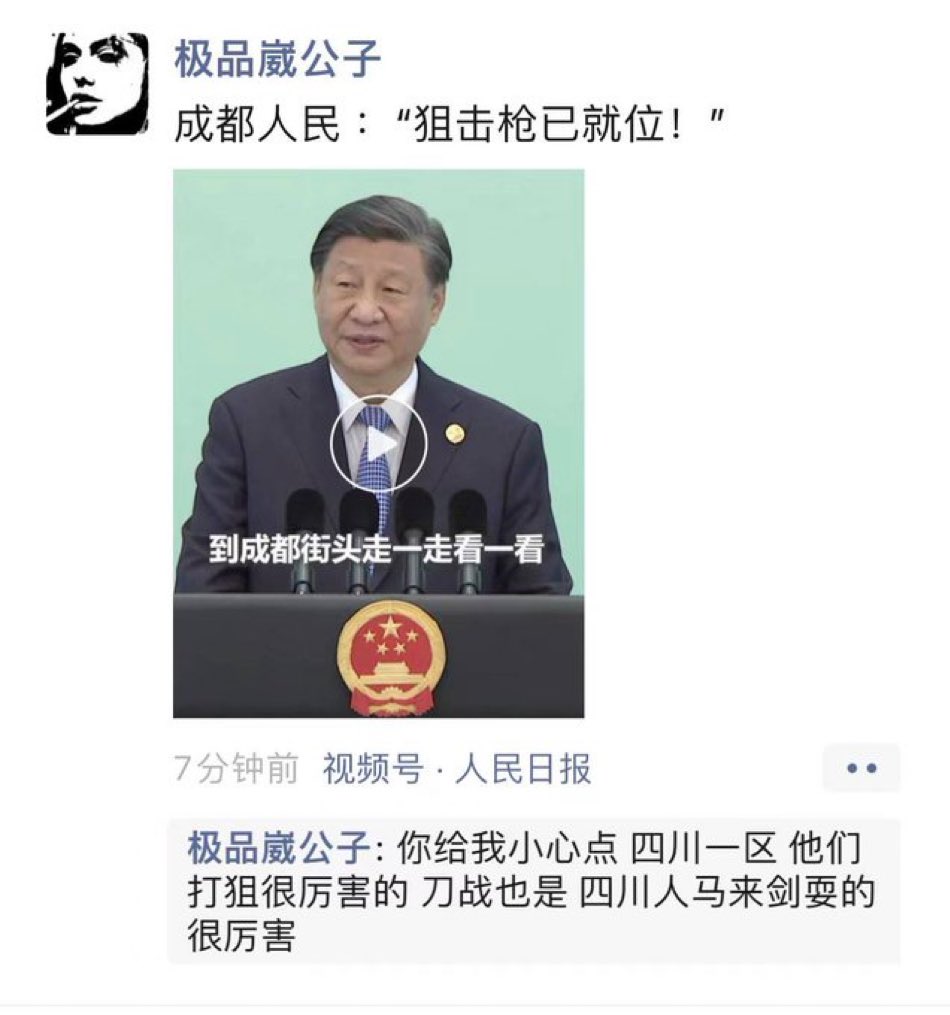 极品崴公子
成都人民：“狙击枪已就位！”
到成都街头走一走看一看
7分钟前 视频号 · 人民日报
极品崴公子: 你给我小心点 四川一区 他们
打狙很厉害的 刀战也是 四川人马来剑耍的
很厉害